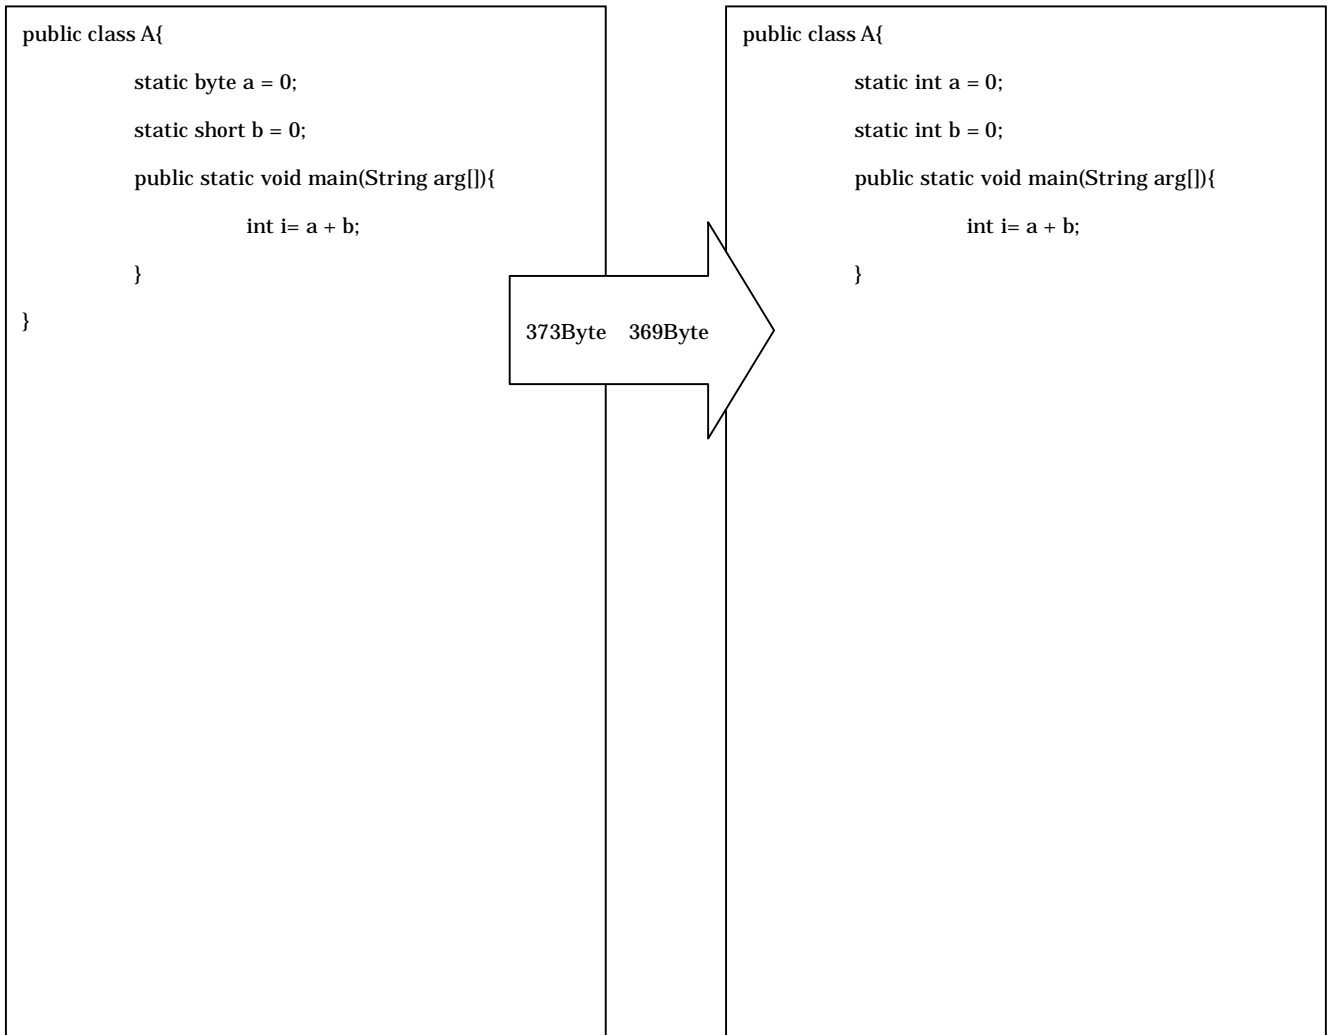 public class A{
static byte a = 0;
static short b = 0;
public static void main(String arg[]){
int i= a + b;
}
}
373Byte 369Byte
public class A{
static int a = 0;
static int b = 0;
public static void main(String arg[]){
int i= a + b;
}